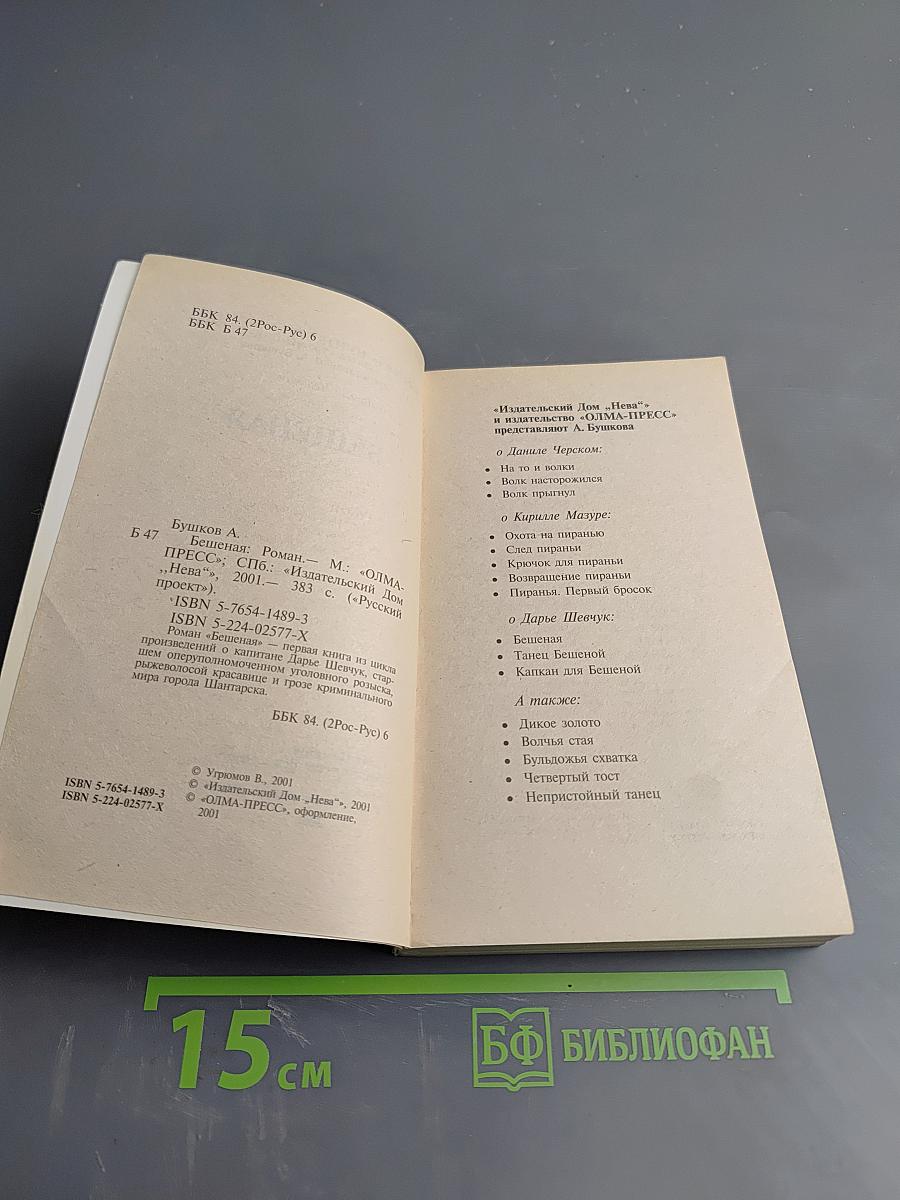 ББК 84. (2Рос-Рус) 6
ББК Б 47
Бушков А.
Б 47 Бешеная: Роман.— М.: «ОЛМА-
ПРЕСС»; СПб.: «Издательский Дом
„Нева“», 2001.— 383 с. («Русский
проект»).
ISBN 5-7654-1489-3
ISBN 5-224-02577-X
Роман «Бешеная» — первая книга из цикла
произведений о капитане Дарье Шевчук, стар-
шем оперуполномоченном уголовного розыска,
рыжеволосой красавице и грозе криминального
мира города Шантарска.
ББК 84. (2Рос-Рус) 6
© Угрюмов В., 2001
© «Издательский Дом „Нева“», 2001
© «ОЛМА-ПРЕСС», оформление,
2001
ISBN 5-7654-1489-3
ISBN 5-224-02577-X
«Издательский Дом „Нева“»
и издательство «ОЛМА-ПРЕСС»
представляют А. Бушкова
о Даниле Черском:
• На то и волки
• Волк насторожился
• Волк прыгнул
о Кирилле Мазуре:
• Охота на пиранью
• След пираньи
• Крючок для пираньи
• Возвращение пираньи
• Пиранья. Первый бросок
о Дарье Шевчук:
• Бешеная
• Танец Бешеной
• Капкан для Бешеной
А также:
• Дикое золото
• Волчья стая
• Бульдожья схватка
• Четвертый тост
• Непристойный танец
15 см
БФ БИБЛИОФАН